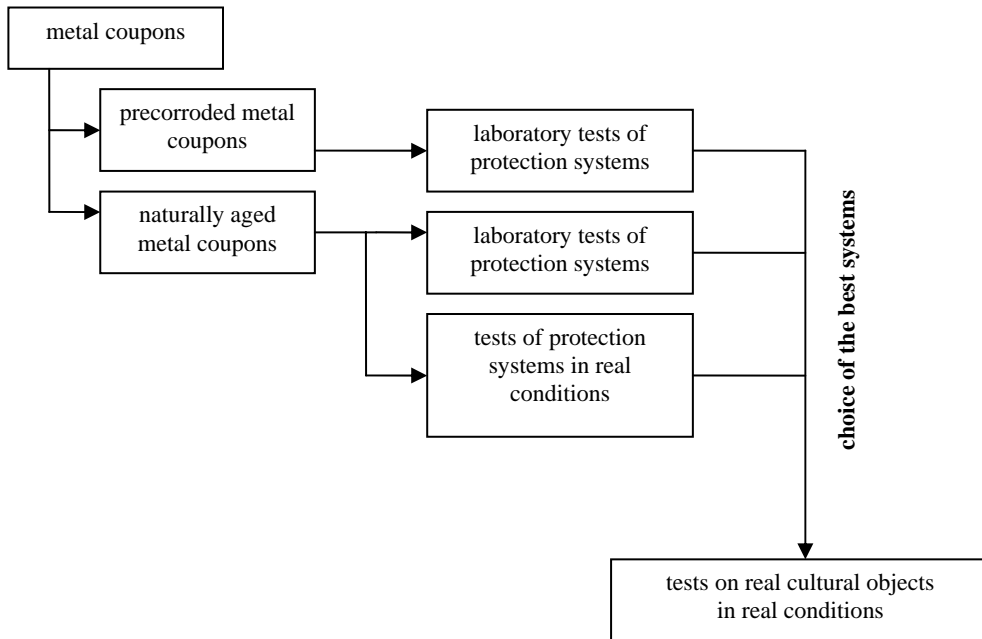 metal coupons
precorroded metal
coupons
laboratory tests of
protection systems
naturally aged
metal coupons
laboratory tests of
protection systems
tests of protection
systems in real
conditions
choice of the best systems
tests on real cultural objects
in real conditions